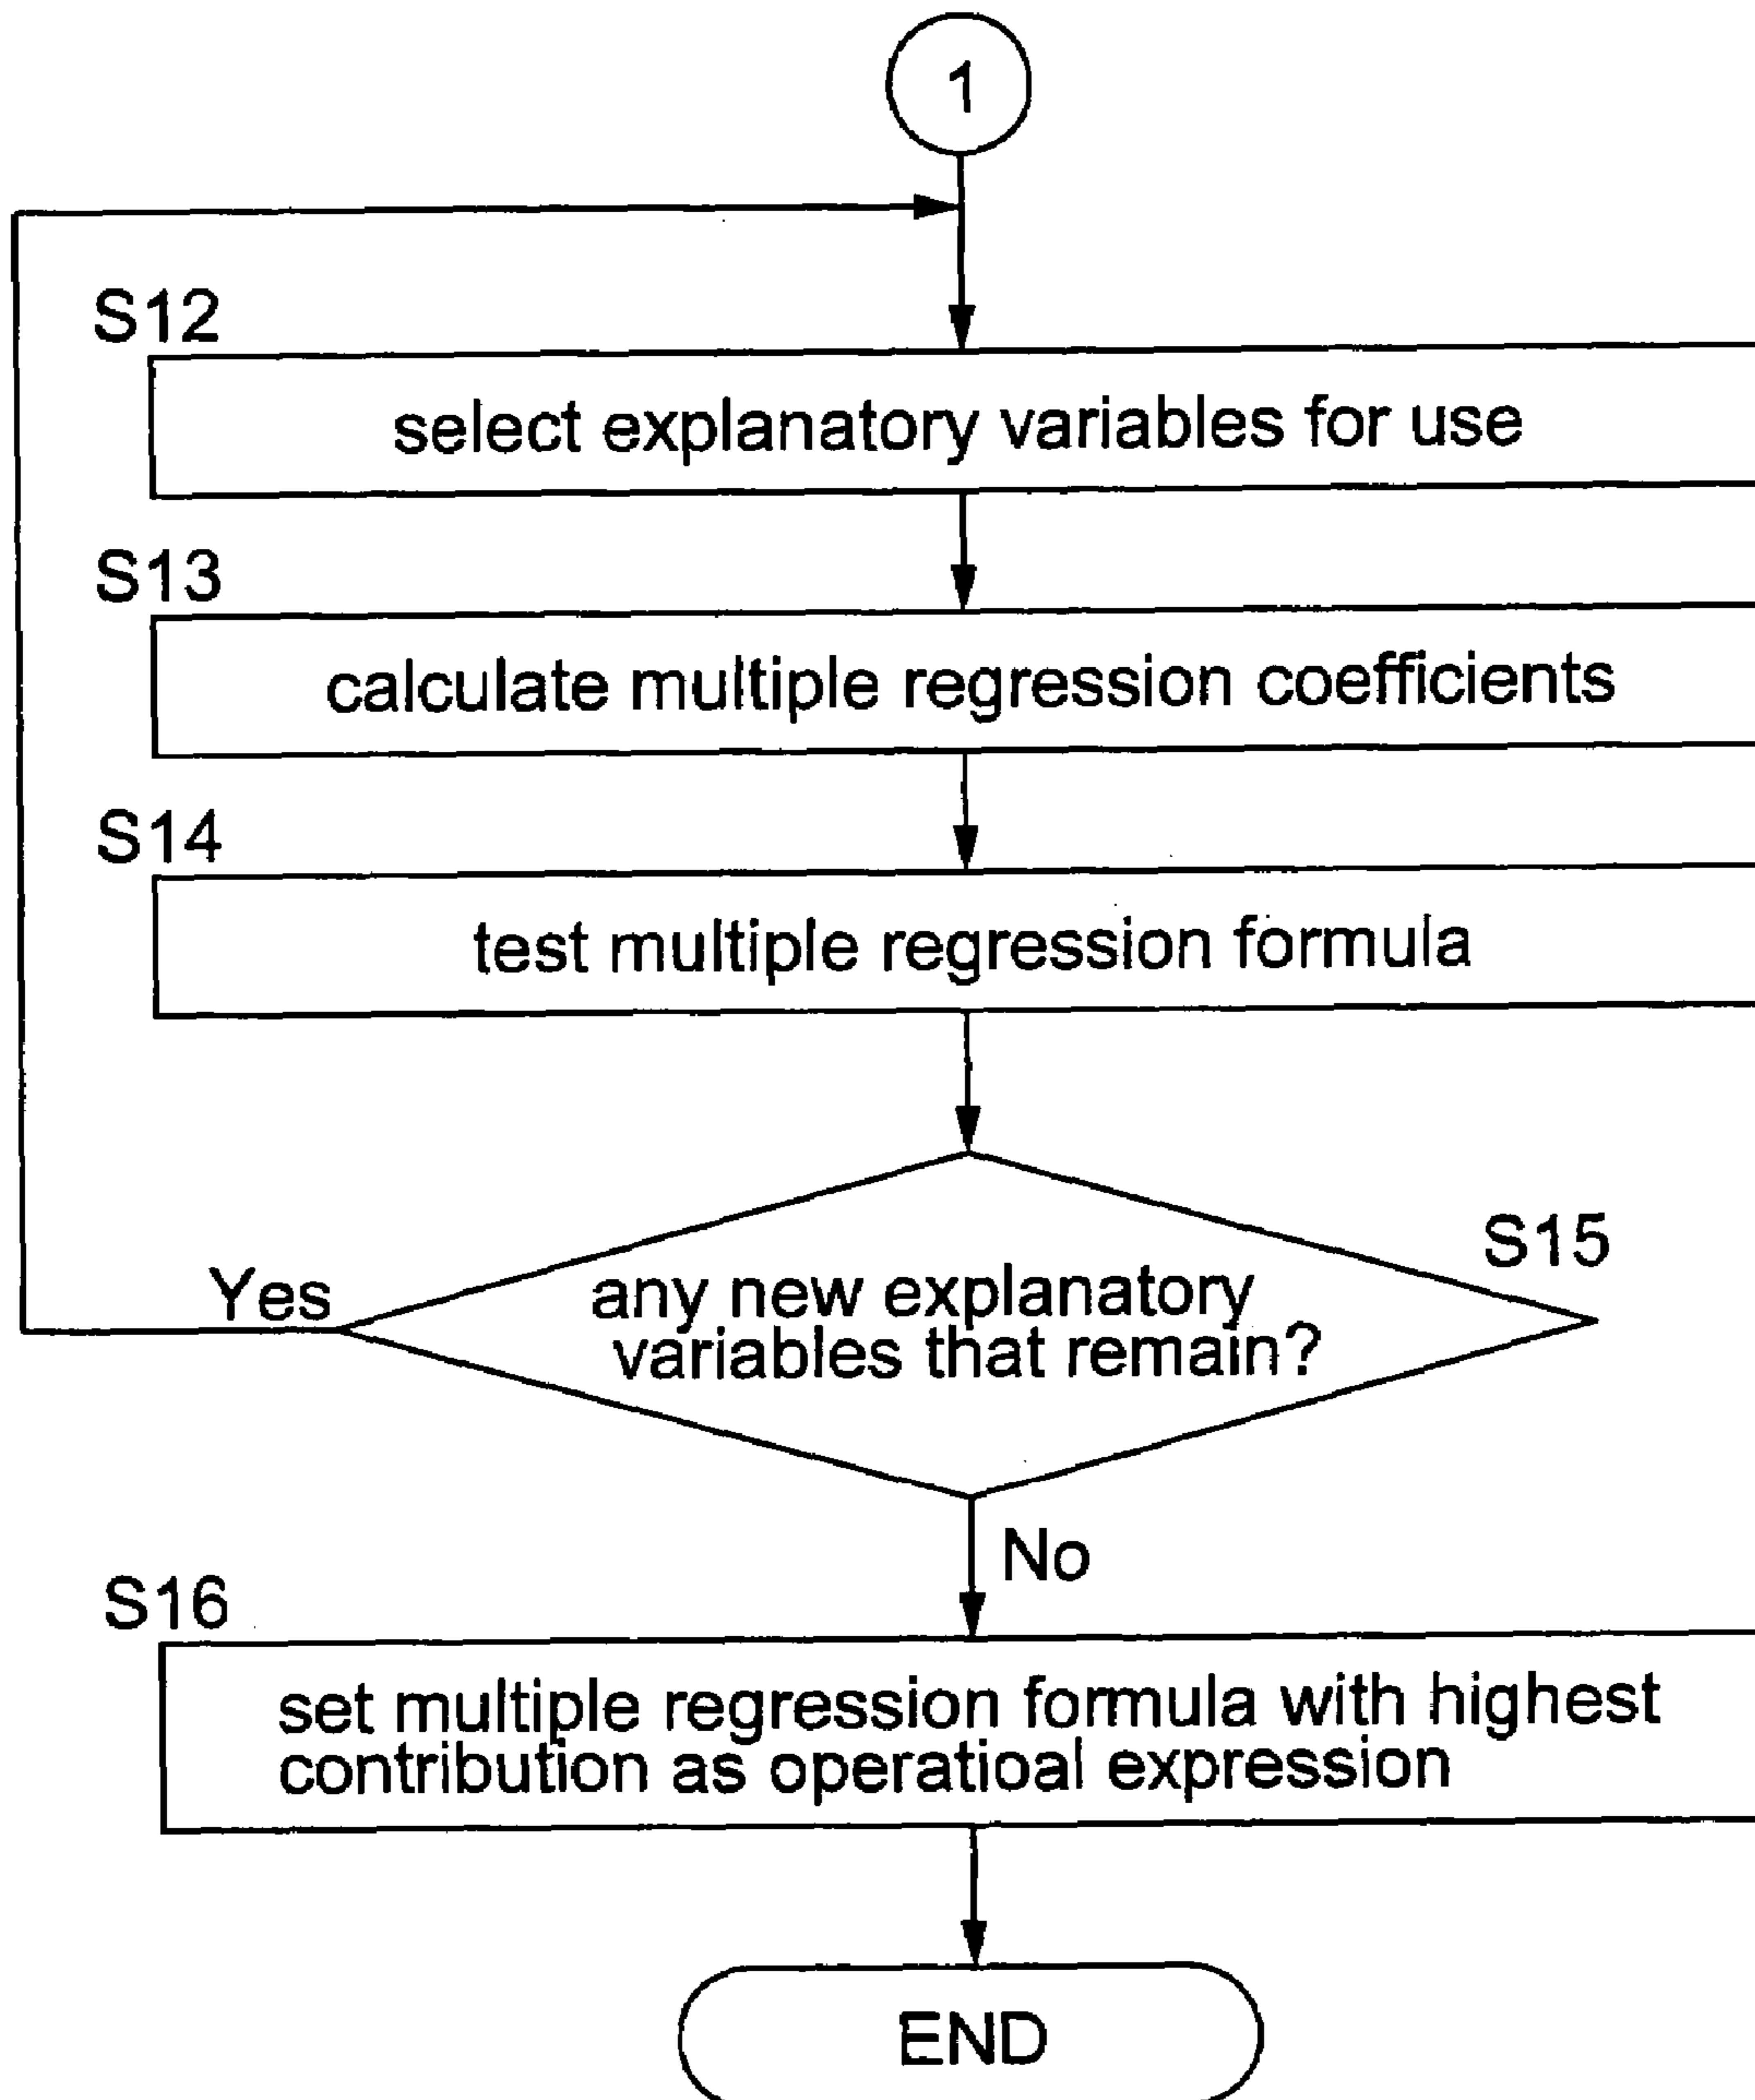 1
S12
select explanatory variables for use
S13
calculate multiple regression coefficients
S14
test multiple regression formula
S15
Yes
any new explanatory
variables that remain?
No
S16
set multiple regression formula with highest
contribution as operatioal expression
END